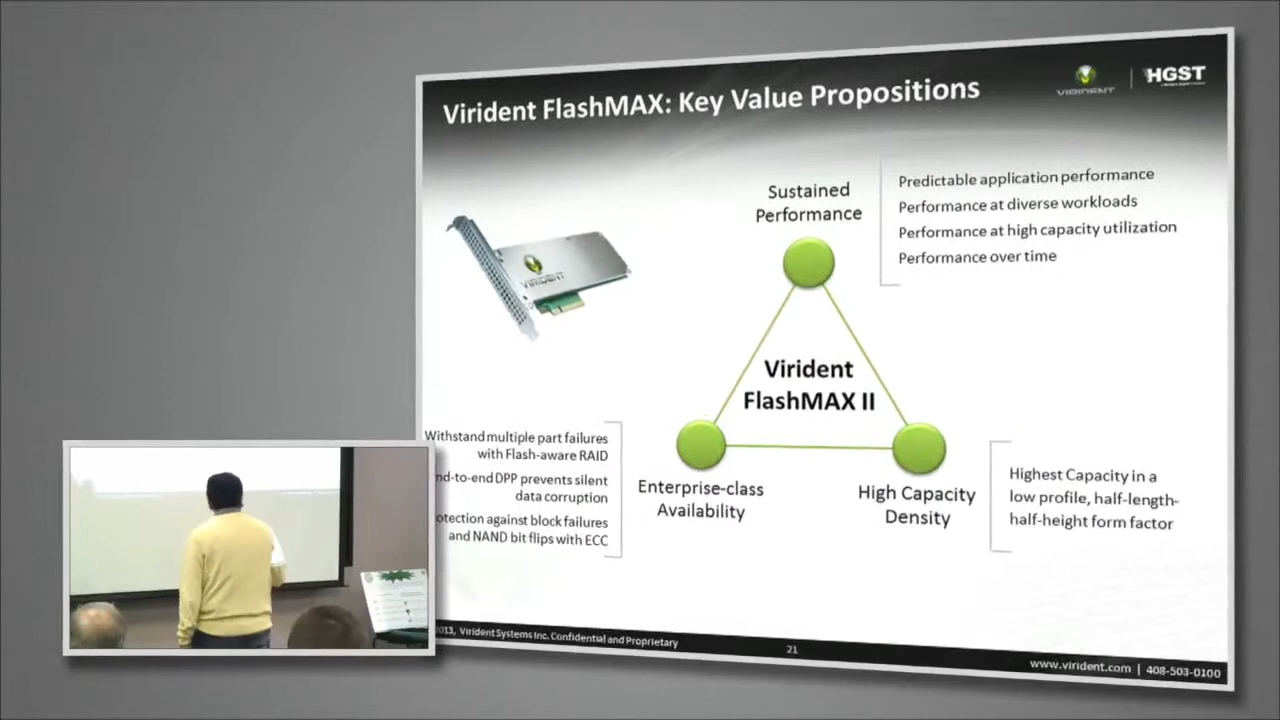 Virident FlashMAX: Key Value Propositions
VIRIDENT
HGST
Sustained
Performance
Predictable application performance
Performance at diverse workloads
Performance at high capacity utilization
Performance over time
VIRIDENT
Virident
FlashMAX II
Withstand multiple part failures
with Flash-aware RAID
nd-to-end DPP prevents silent
data corruption
otection against block failures
and NAND bit flips with ECC
Enterprise-class
Availability
High Capacity
Density
Highest Capacity in a
low profile, half-length-
half-height form factor
2013, Virident Systems Inc. Confidential and Proprietary
21
www.virident.com | 408-503-0100